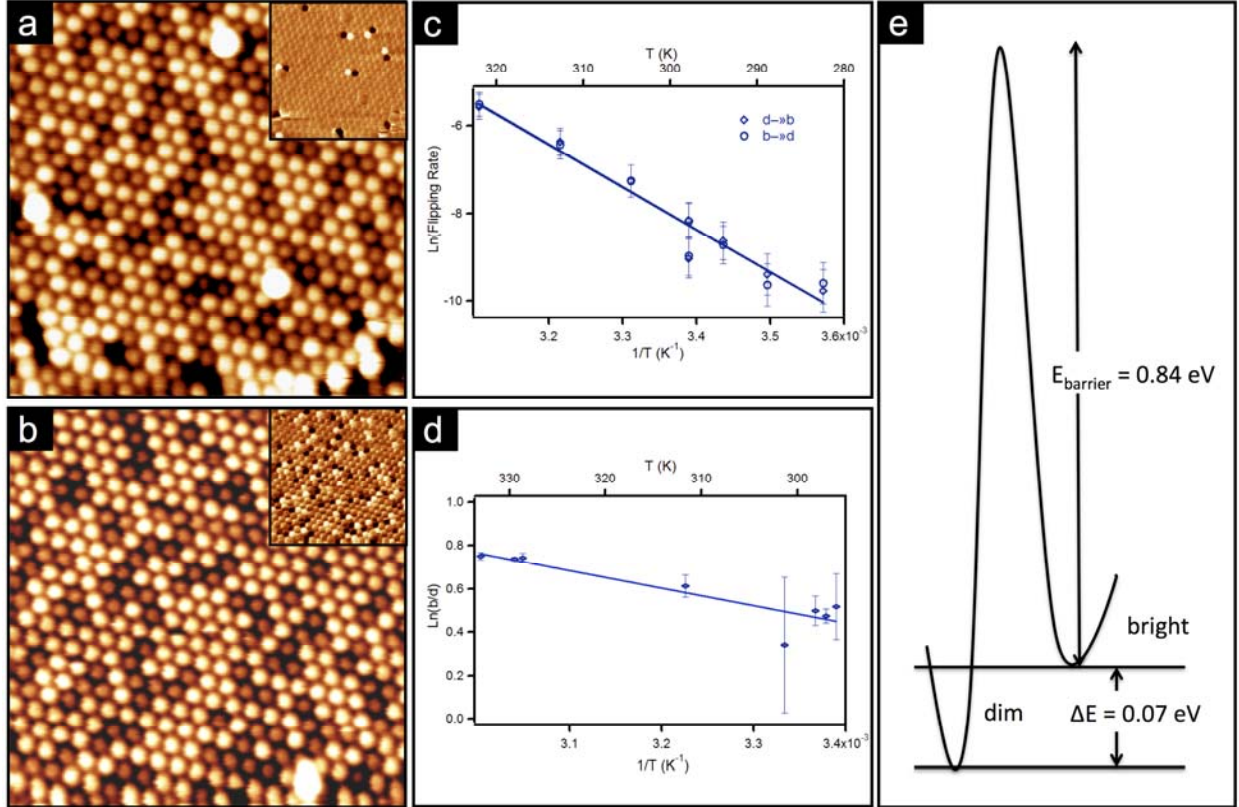 a
b
c
T (K)
320
310
300
290
280
-6
-8
-10
Ln(Flipping Rate)
d–»b
b–»d
3.2
3.3
3.4
3.5
3.6x10⁻³
1/T (K⁻¹)
d
T (K)
330
320
310
300
1.0
0.8
0.6
0.4
0.2
0.0
Ln(b/d)
3.1
3.2
3.3
3.4x10⁻³
1/T (K⁻¹)
e
E_barrier = 0.84 eV
bright
dim
ΔE = 0.07 eV